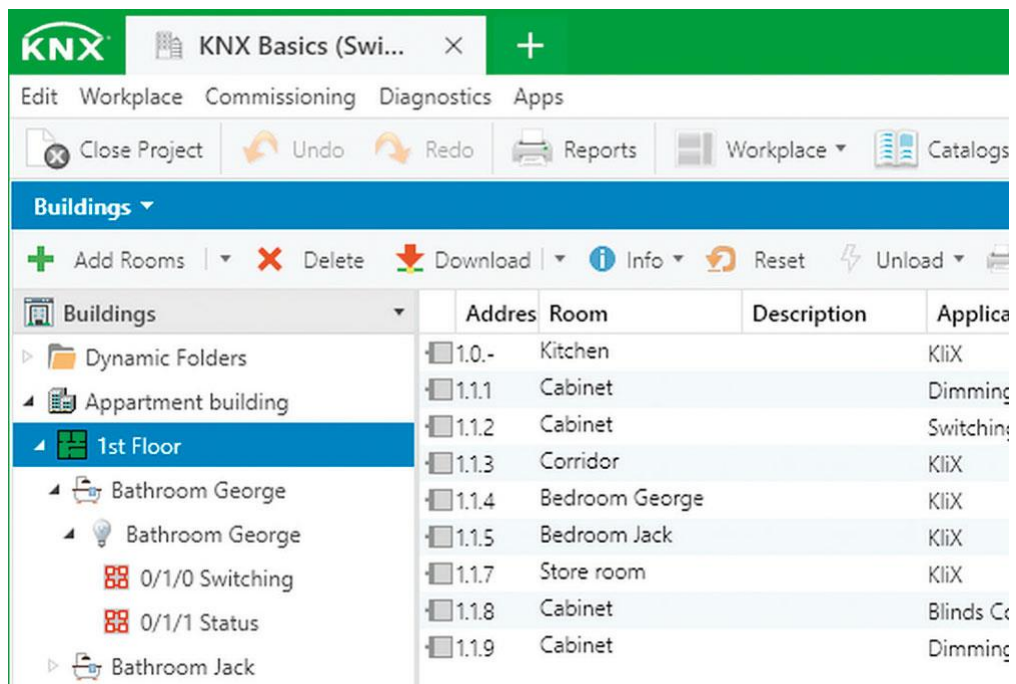 KNX KNX Basics (Swi...
Edit Workplace Commissioning Diagnostics Apps
Close Project Undo Redo Reports Workplace Catalogs
Buildings
Add Rooms Delete Download Info Reset Unload
Buildings Addres Room Description Applica
Dynamic Folders 1.0.- Kitchen KliX
Appartment building 1.1.1 Cabinet Dimming
1st Floor 1.1.2 Cabinet Switching
1.1.3 Corridor KliX
Bathroom George 1.1.4 Bedroom George KliX
Bathroom George 1.1.5 Bedroom Jack KliX
0/1/0 Switching 1.1.7 Store room KliX
0/1/1 Status 1.1.8 Cabinet Blinds Co
Bathroom Jack 1.1.9 Cabinet Dimming